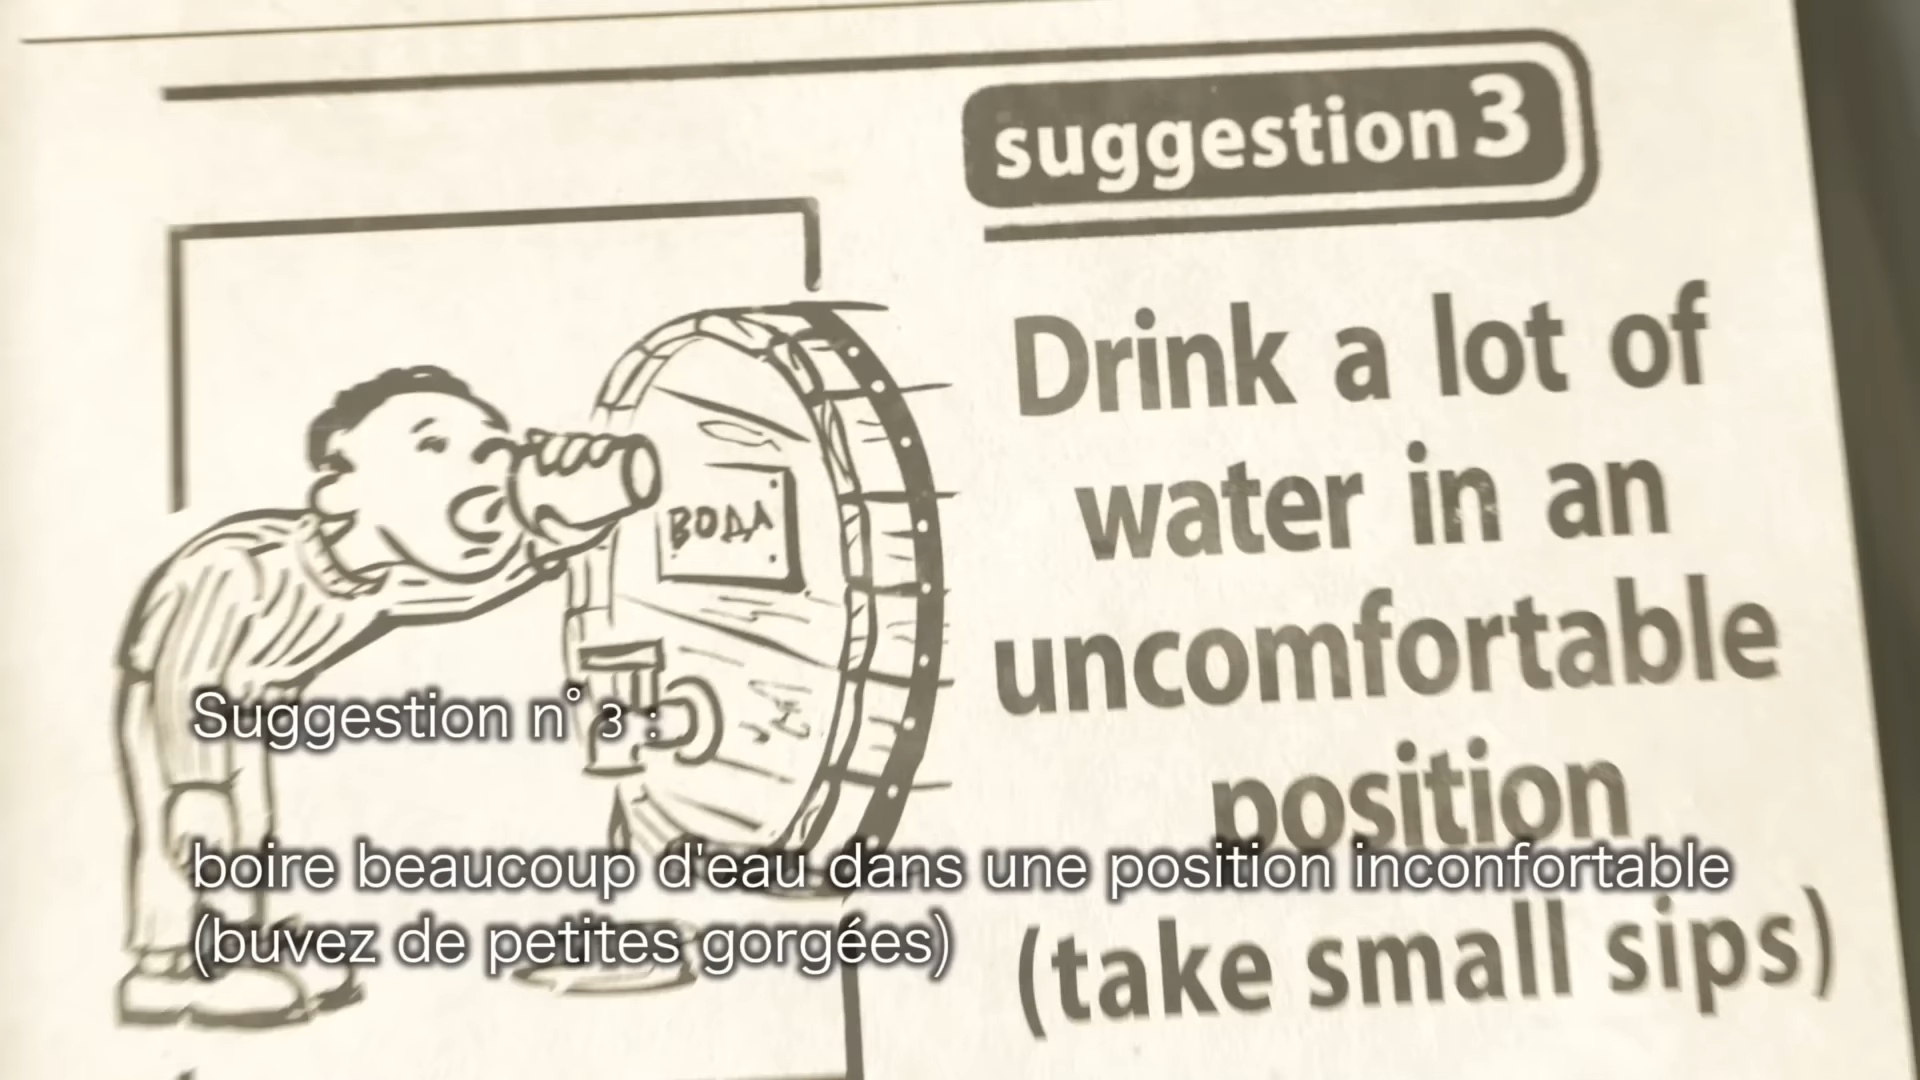 suggestion 3
Drink a lot of
water in an
uncomfortable
position
(take small sips)
ВОДА
Suggestion n° 3 :
boire beaucoup d'eau dans une position inconfortable
(buvez de petites gorgées)